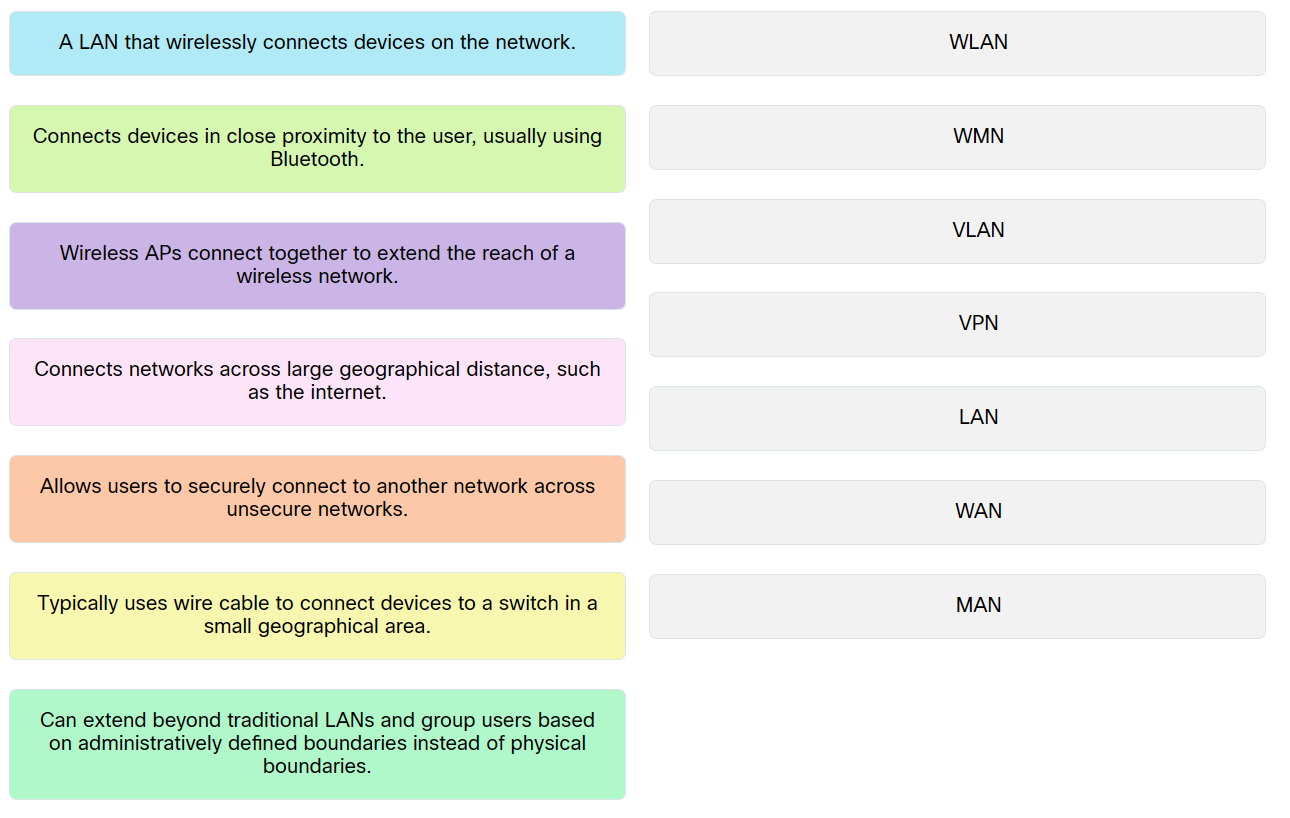 A LAN that wirelessly connects devices on the network.
Connects devices in close proximity to the user, usually using
Bluetooth.
Wireless APs connect together to extend the reach of a
wireless network.
Connects networks across large geographical distance, such
as the internet.
Allows users to securely connect to another network across
unsecure networks.
Typically uses wire cable to connect devices to a switch in a
small geographical area.
Can extend beyond traditional LANs and group users based
on administratively defined boundaries instead of physical
boundaries.
WLAN
WMN
VLAN
VPN
LAN
WAN
MAN